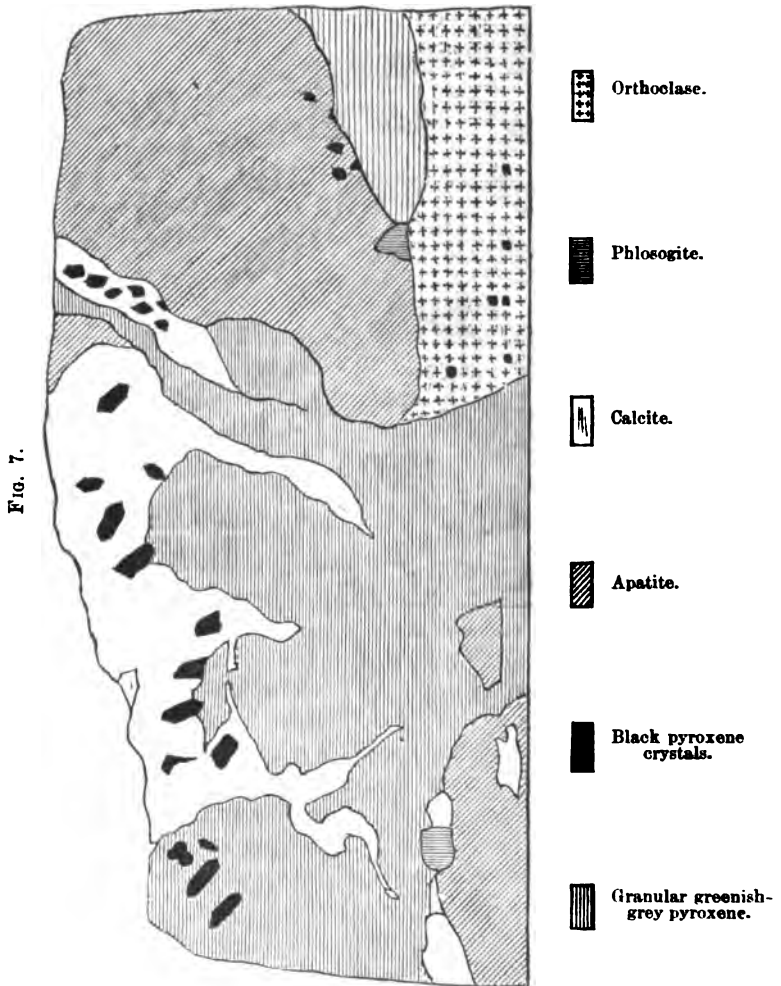 FIG. 7.
Orthoclase.
Phlosogite.
Calcite.
Apatite.
Black pyroxene
crystals.
Granular greenish-
grey pyroxene.